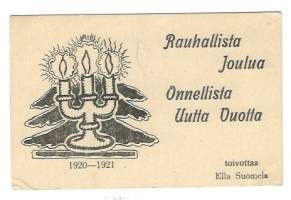 Rauhallista
Joulua
Onnellista
Uutta Vuotta
1920—1921
toivottaa
Ella Suomela